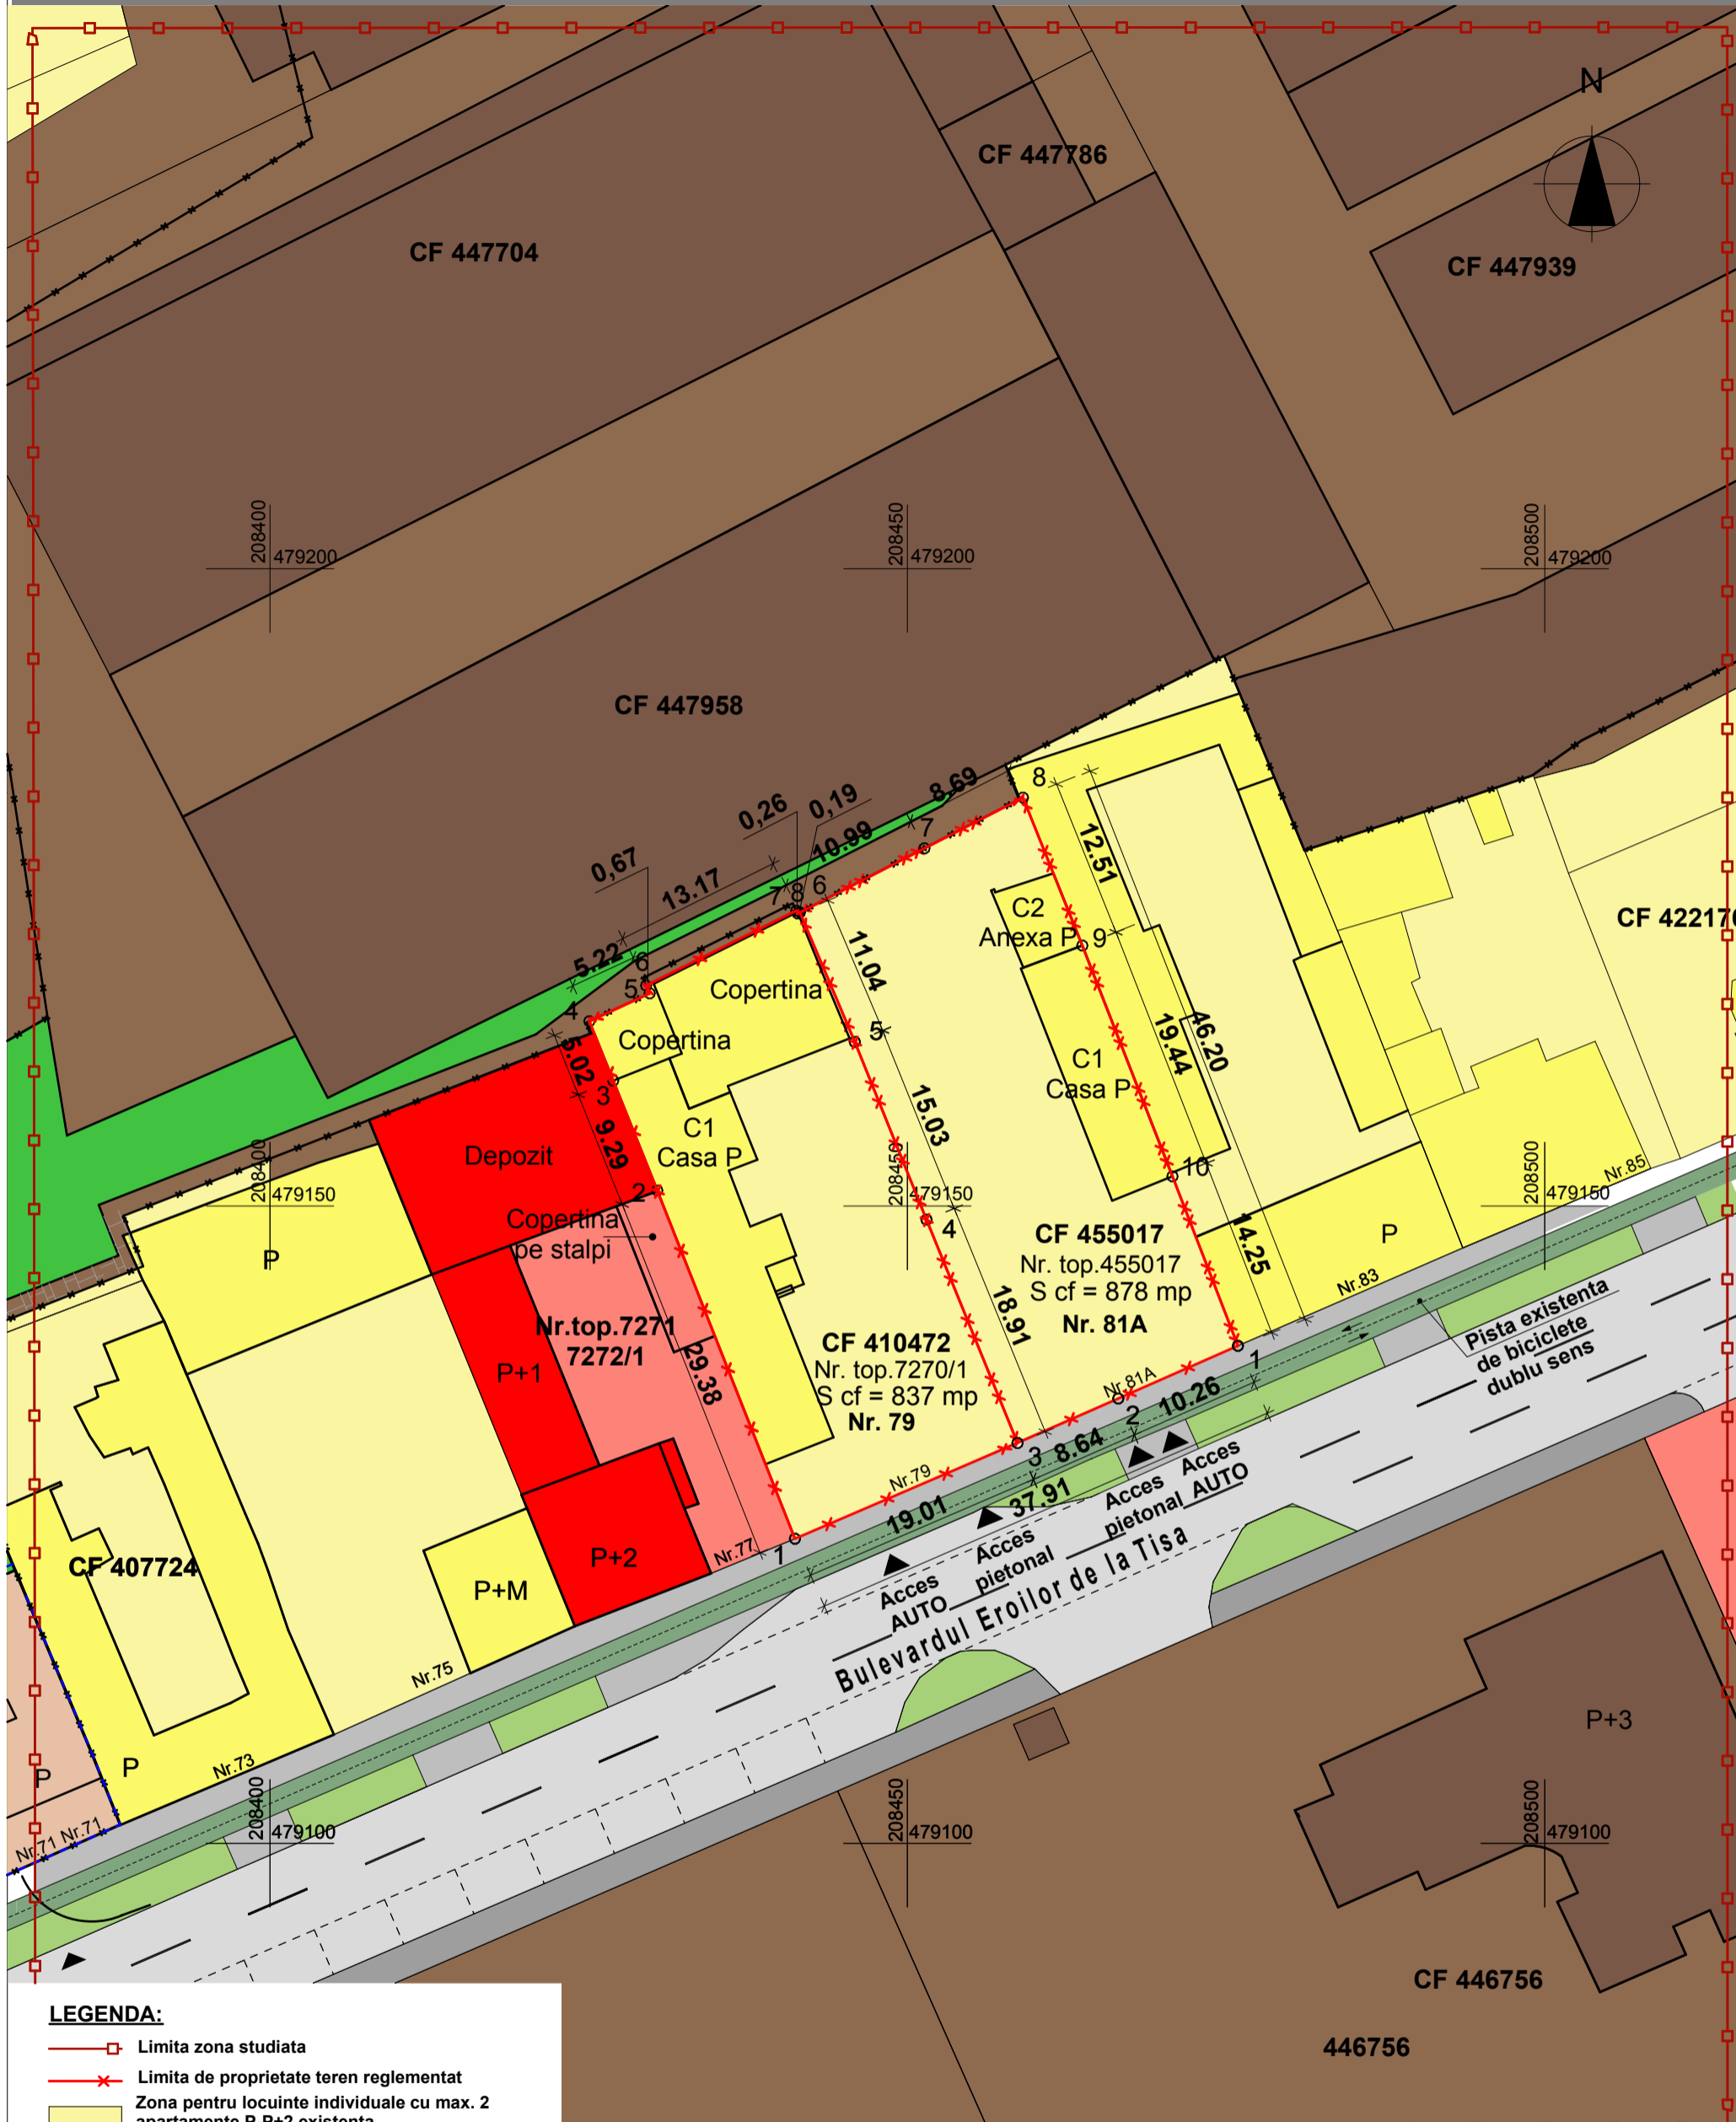 N
CF 447786
CF 447704
CF 447939
208400
479200
208450
479200
208500
479200
CF 447958
8.69
8
0,26
0,19
7
10.99
12.51
0,67
13.17
7
8
6
C2
Anexa P
9
CF 42217
5.22
6
5
11.04
Copertina
4
Copertina
5
19.44
46.20
5.02
3
C1
Casa P
15.03
9.29
C1
Casa P
Depozit
208400
479150
208450
479150
208500
479150
10
Nr.85
2
Copertina
pe stalpi
4
P
CF 455017
Nr. top.455017
S cf = 878 mp
Nr. 81A
14.25
P
Nr.83
18.91
Pista existenta
de biciclete
dublu sens
Nr.top.7271
7272/1
29.38
CF 410472
Nr. top.7270/1
S cf = 837 mp
Nr. 79
P+1
1
Nr.81A
10.26
2
3
8.64
Nr.79
37.91
19.01
Acces
pietonal
Acces
AUTO
Acces
pietonal
Acces
AUTO
Bulevardul Eroilor de la Tisa
1
Nr.77
P+2
P+M
CF 407724
Nr.75
P
P
Nr.73
Nr.71
Nr.71
P+3
208400
479100
208450
479100
208500
479100
CF 446756
446756
LEGENDA:
Limita zona studiata
Limita de proprietate teren reglementat
Zona pentru locuinte individuale cu max. 2
apartamente P-P+2 existenta